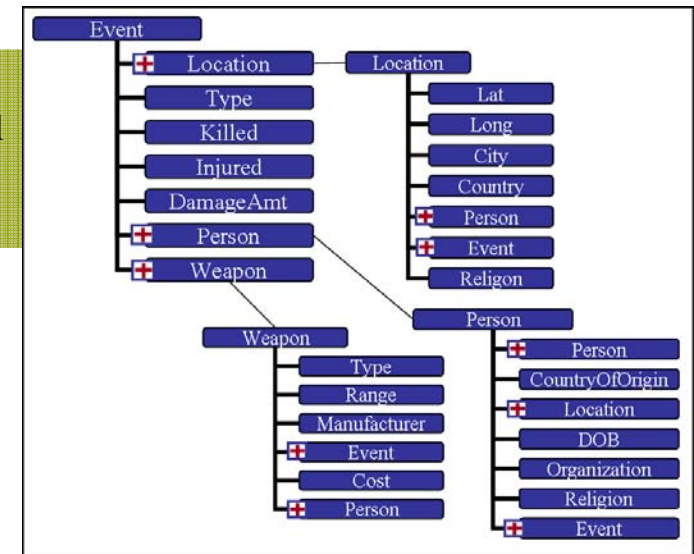 Event
Location
Type
Killed
Injured
DamageAmt
Person
Weapon
Location
Lat
Long
City
Country
Person
Event
Religon
Weapon
Type
Range
Manufacturer
Event
Cost
Person
Person
Person
CountryOfOrigin
Location
DOB
Organization
Religion
Event